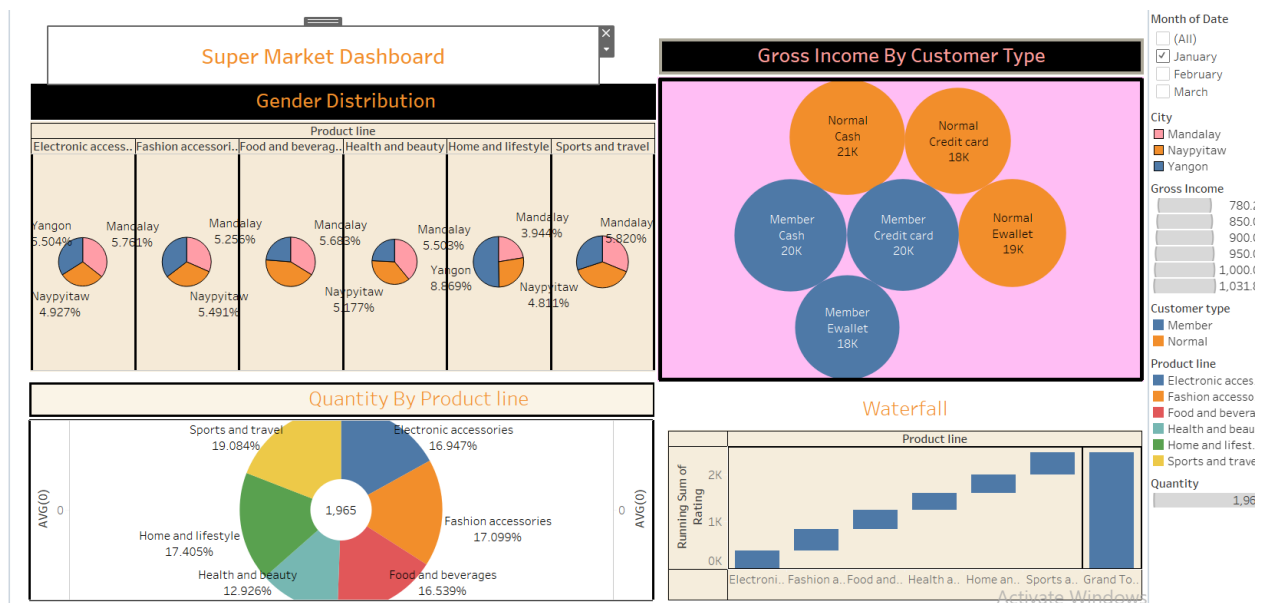 Super Market Dashboard
Gender Distribution
Product line
Electronic access.. Fashion accessori.. Food and beverag.. Health and beauty Home and lifestyle Sports and travel
Yangon
5.504%
Mandalay
5.761%
Naypyitaw
4.927%
Mandalay
5.256%
Naypyitaw
5.491%
Mandalay
5.683%
Naypyitaw
5.177%
Mandalay
5.503%
Yangon
8.869%
Mandalay
3.944%
Naypyitaw
4.811%
Mandalay
5.820%
Gross Income By Customer Type
Normal
Cash
21K
Normal
Credit card
18K
Member
Cash
20K
Member
Credit card
20K
Normal
Ewallet
19K
Member
Ewallet
18K
Quantity By Product line
AVG(0)
0
Sports and travel
19.084%
Electronic accessories
16.947%
1,965
Fashion accessories
17.099%
Home and lifestyle
17.405%
Health and beauty
12.926%
Food and beverages
16.539%
0
AVG(0)
Waterfall
Product line
Running Sum of
Rating
2K
1K
0K
Electroni.. Fashion a.. Food and.. Health a.. Home an.. Sports a.. Grand To..
Activate Windows
Month of Date
(All)
January
February
March
City
Mandalay
Naypyitaw
Yangon
Gross Income
780.2
850.0
900.0
950.0
1,000.0
1,031.8
Customer type
Member
Normal
Product line
Electronic acces
Fashion accesso
Food and bevera
Health and beau
Home and lifest.
Sports and trave
Quantity
1,96